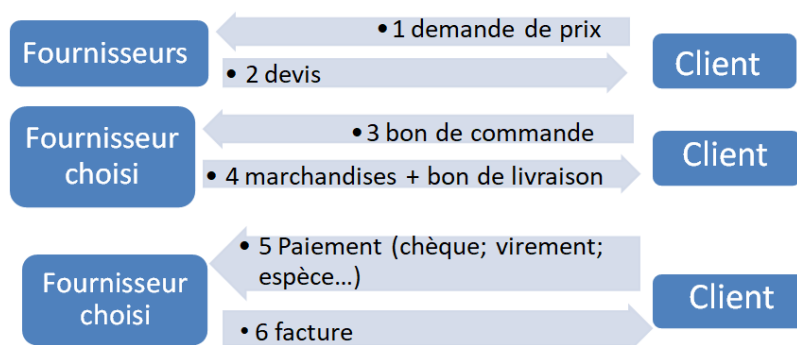 Fournisseurs
• 1 demande de prix
• 2 devis
Client
Fournisseur
choisi
• 3 bon de commande
• 4 marchandises + bon de livraison
Client
Fournisseur
choisi
• 5 Paiement (chèque; virement;
espèce...)
• 6 facture
Client